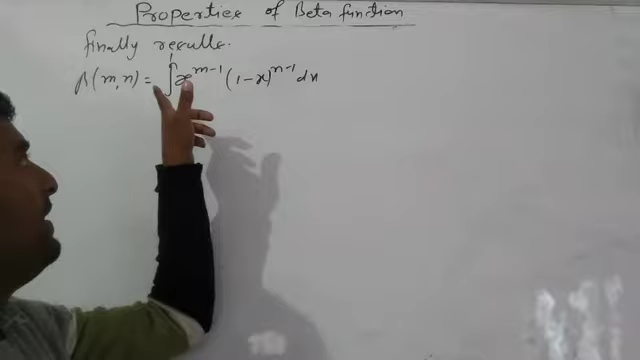 Properties of Beta function
finally results.
β(m,n) = ∫ x^{m-1} (1-x)^{n-1} dx